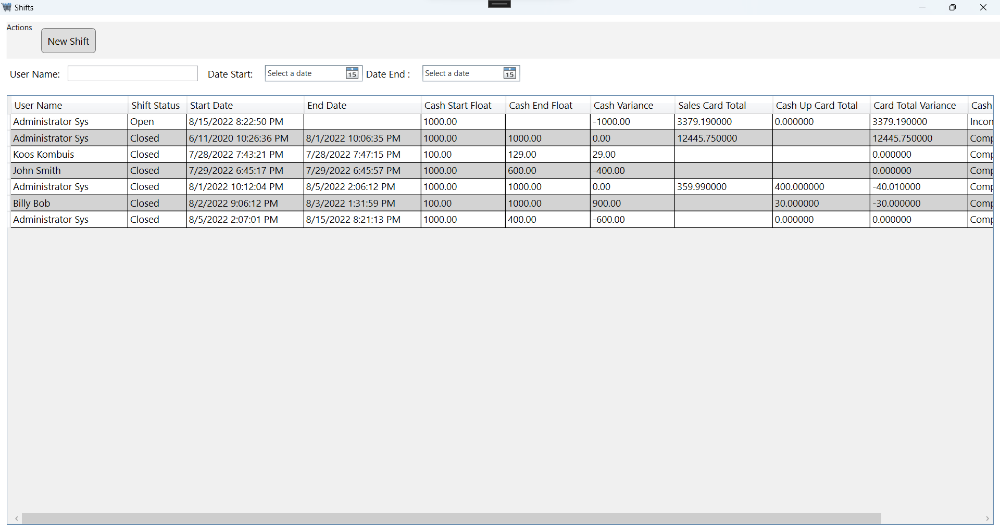 Shifts
Actions
New Shift
User Name: Date Start: Select a date 15 Date End : Select a date 15
User Name Shift Status Start Date End Date Cash Start Float Cash End Float Cash Variance Sales Card Total Cash Up Card Total Card Total Variance Cash
Administrator Sys Open 8/15/2022 8:22:50 PM 1000.00 -1000.00 3379.190000 0.000000 3379.190000 Incom
Administrator Sys Closed 6/11/2020 10:26:36 PM 8/1/2022 10:06:35 PM 1000.00 1000.00 0.00 12445.750000 12445.750000 Comp
Koos Kombuis Closed 7/28/2022 7:43:21 PM 7/28/2022 7:47:15 PM 100.00 129.00 29.00 0.000000 Comp
John Smith Closed 7/29/2022 6:45:17 PM 7/29/2022 6:45:57 PM 1000.00 600.00 -400.00 0.000000 Comp
Administrator Sys Closed 8/1/2022 10:12:04 PM 8/5/2022 2:06:12 PM 1000.00 1000.00 0.00 359.990000 400.000000 -40.010000 Comp
Billy Bob Closed 8/2/2022 9:06:12 PM 8/3/2022 1:31:59 PM 100.00 1000.00 900.00 30.000000 -30.000000 Comp
Administrator Sys Closed 8/5/2022 2:07:01 PM 8/15/2022 8:21:13 PM 1000.00 400.00 -600.00 0.000000 0.000000 Comp